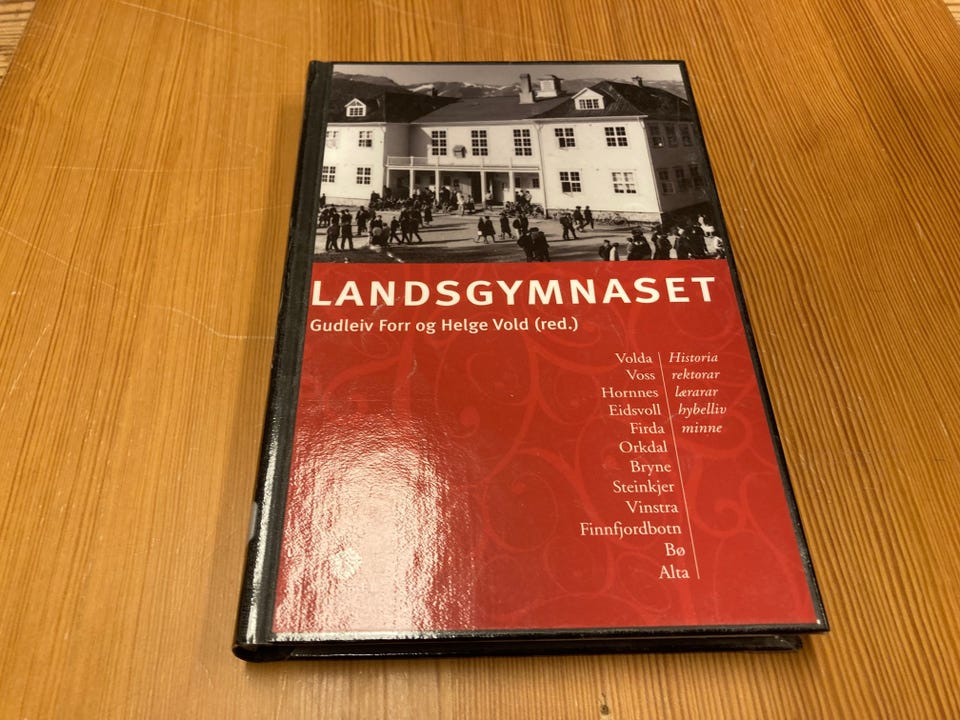 LANDSGYMNASET
Gudleiv Forr og Helge Vold (red.)
Volda
Voss
Hornnes
Eidsvoll
Firda
Orkdal
Bryne
Steinkjer
Vinstra
Finnfjordbotn
Bø
Alta
Historia
rektorar
lærarar
hybelliv
minne